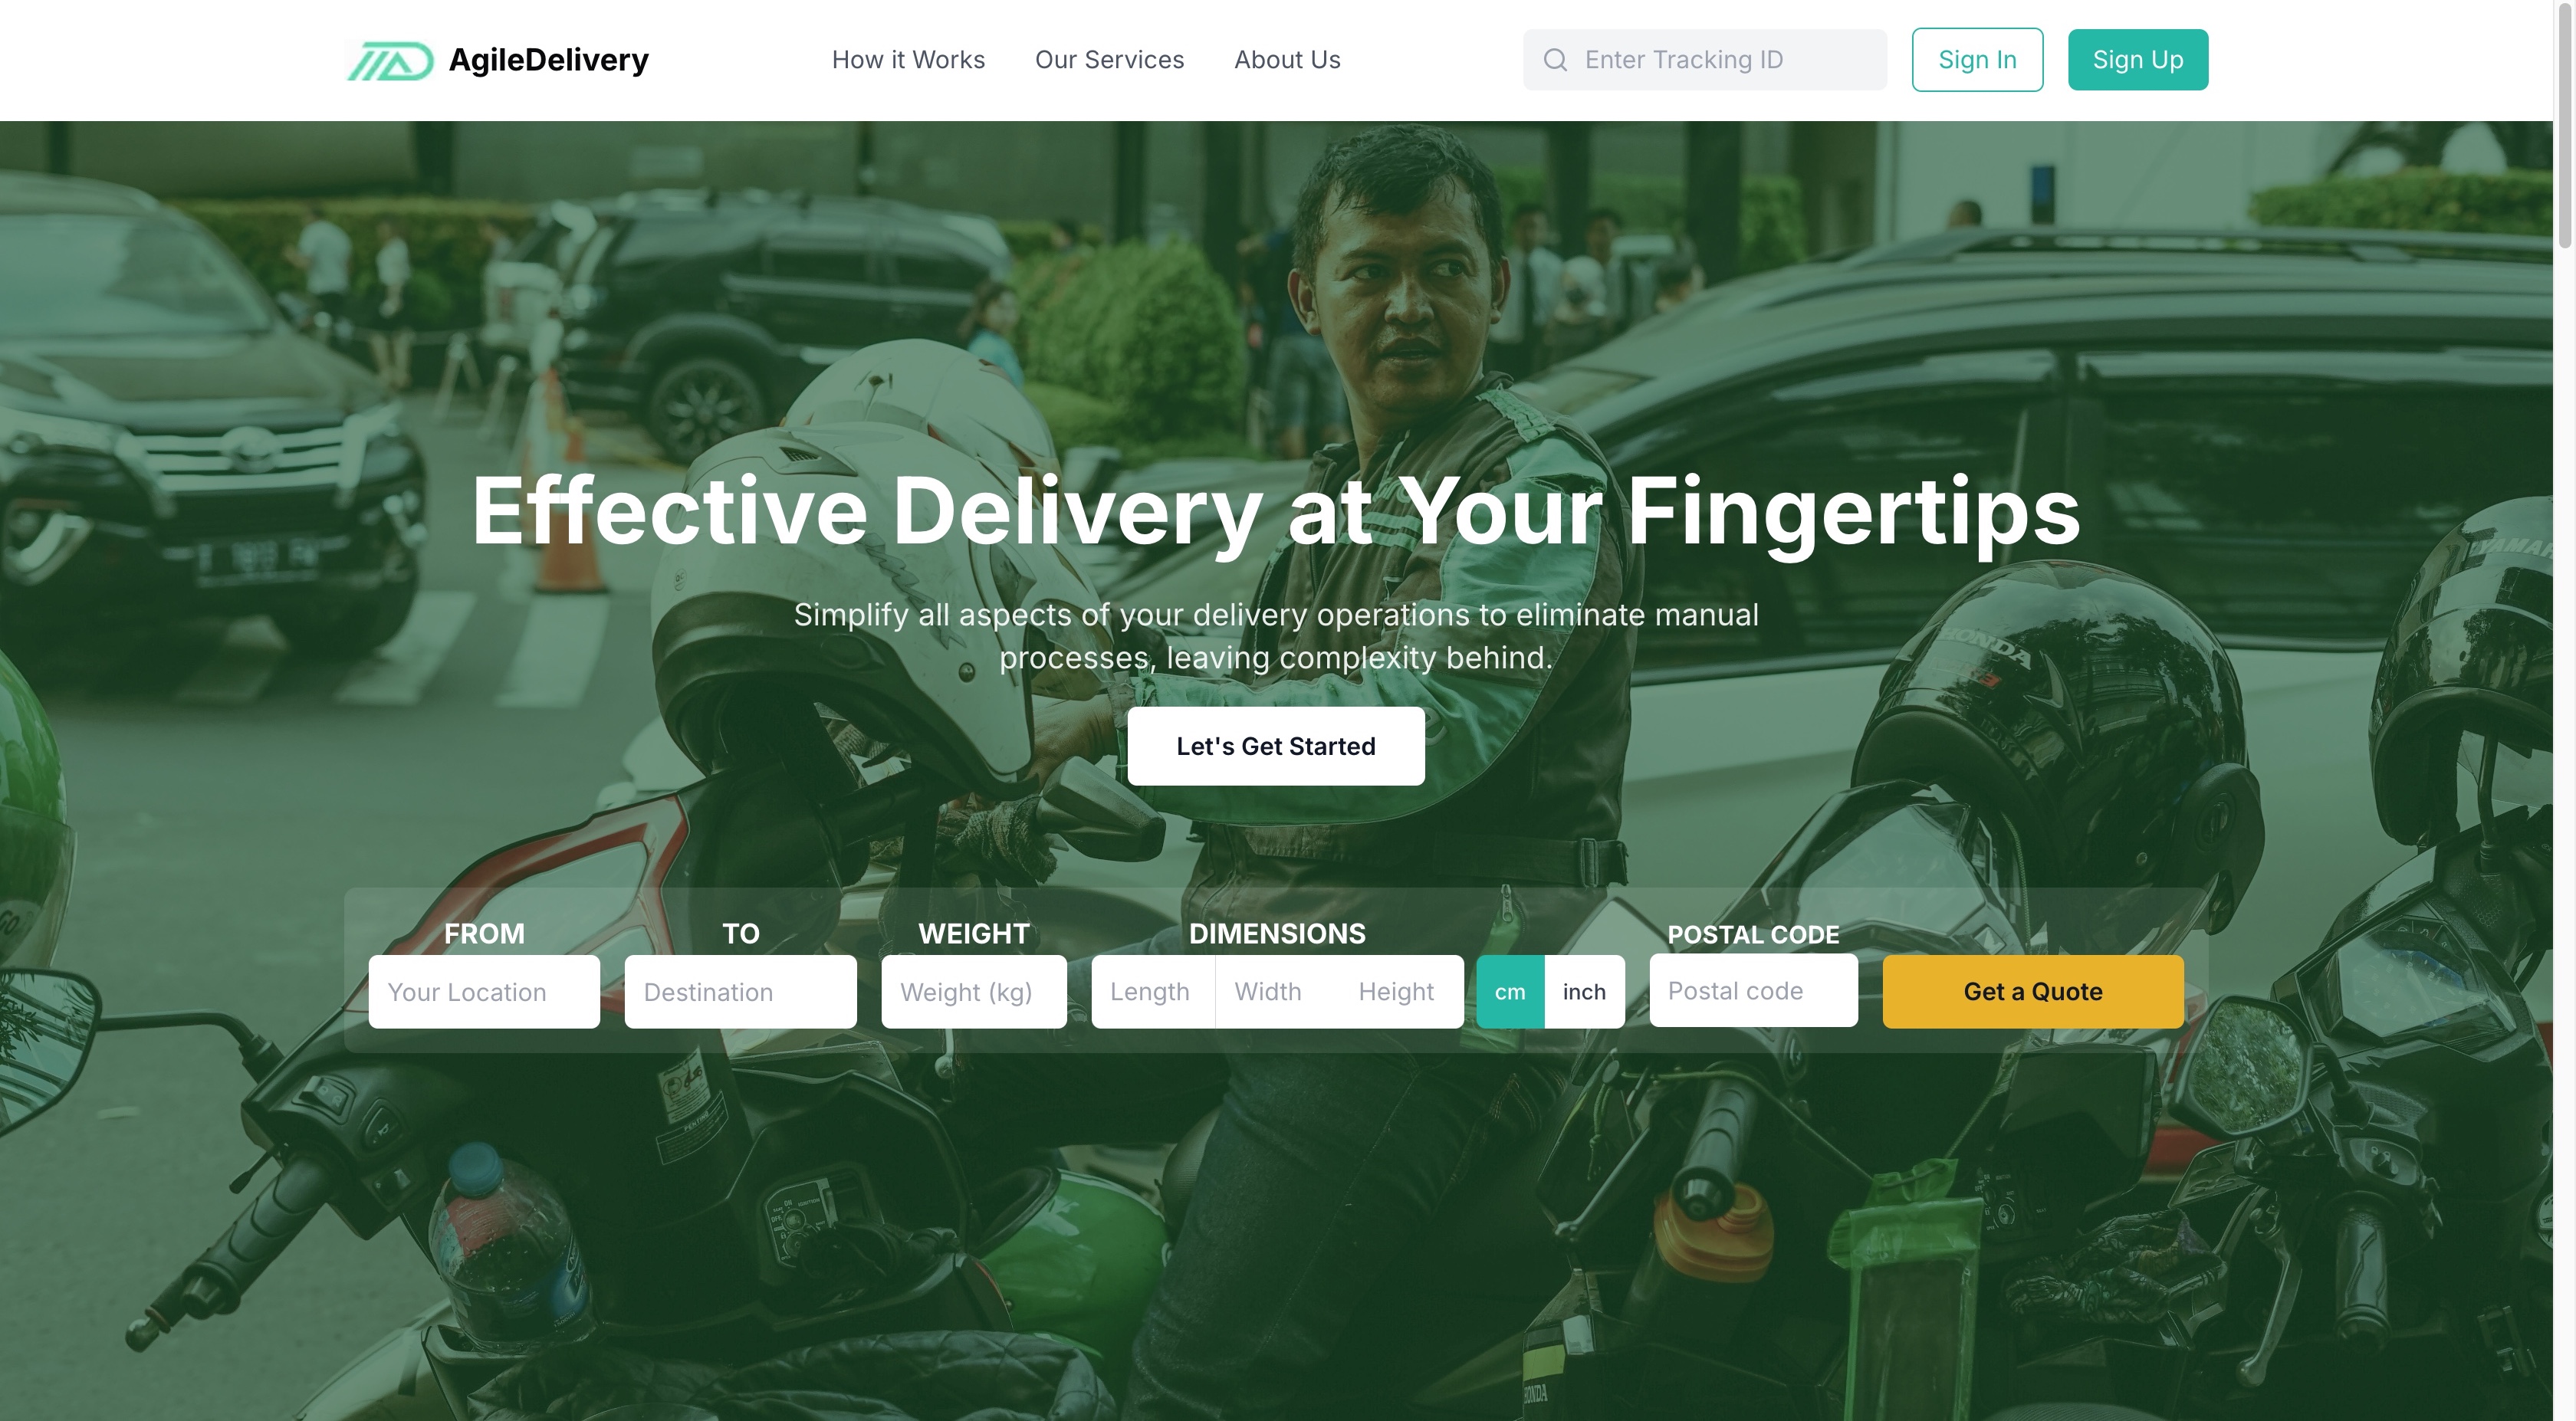 AgileDelivery
How it Works
Our Services
About Us
Enter Tracking ID
Sign In
Sign Up
Effective Delivery at Your Fingertips
Simplify all aspects of your delivery operations to eliminate manual
processes, leaving complexity behind.
Let's Get Started
FROM
Your Location
TO
Destination
WEIGHT
Weight (kg)
DIMENSIONS
Length
Width
Height
cm
inch
POSTAL CODE
Postal code
Get a Quote
HONDA
HONDA